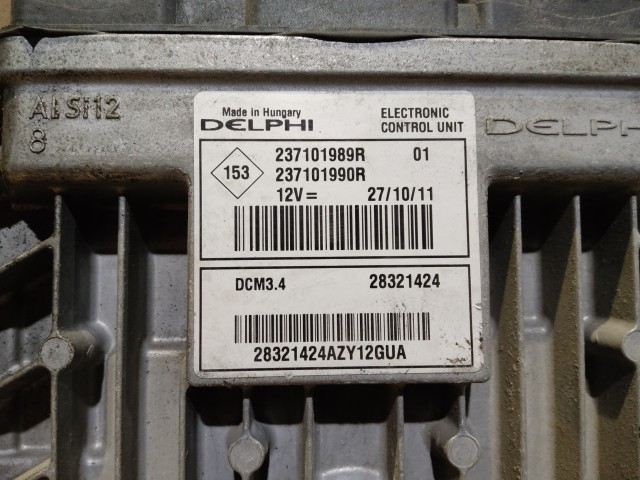 AlSi12
8
Made in Hungary
DELPHI
ELECTRONIC
CONTROL UNIT
153
237101989R 01
237101990R
12V= 27/10/11
DCM3.4 28321424
28321424AZY12GUA
DELPHI